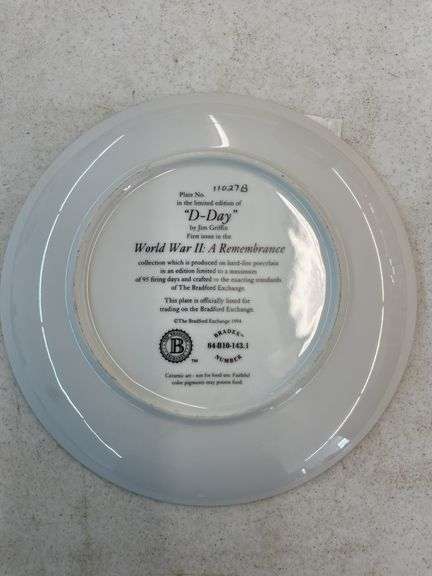 Plate No. 11027B
in the limited edition of
"D-Day"
by Jim Griffin
First issue in the
World War II: A Remembrance
collection which is produced on hard-fire porcelain
in an edition limited to a maximum
of 95 firing days and crafted to the exacting standards
of The Bradford Exchange.
This plate is officially listed for
trading on the Bradford Exchange.
©The Bradford Exchange 1994
B
TM
BRADEX™
84-B10-143.1
NUMBER
Ceramic art - not for food use. Faithful
color pigments may poison food.